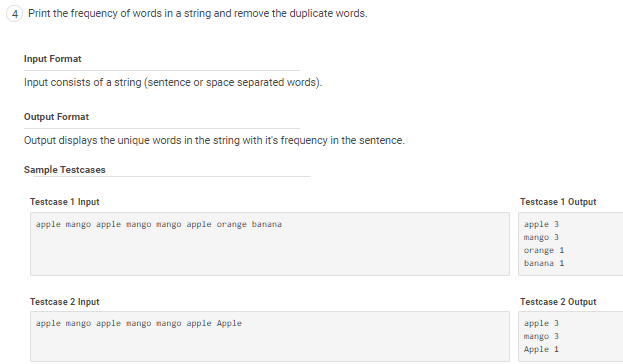 4 Print the frequency of words in a string and remove the duplicate words.
Input Format
Input consists of a string (sentence or space separated words).
Output Format
Output displays the unique words in the string with it's frequency in the sentence.
Sample Testcases
Testcase 1 Input
apple mango apple mango mango apple orange banana
Testcase 1 Output
apple 3
mango 3
orange 1
banana 1
Testcase 2 Input
apple mango apple mango mango apple Apple
Testcase 2 Output
apple 3
mango 3
Apple 1